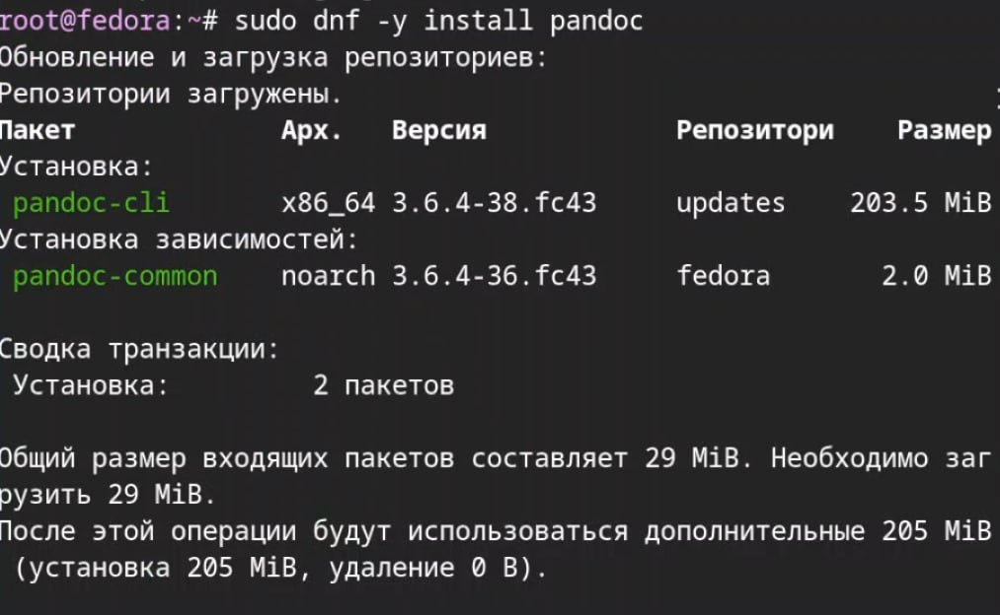 root@fedora:~# sudo dnf -y install pandoc
Обновление и загрузка репозиториев:
Репозитории загружены.
Пакет Арх. Версия Репозитори Размер
Установка:
pandoc-cli x86_64 3.6.4-38.fc43 updates 203.5 MiB
Установка зависимостей:
pandoc-common noarch 3.6.4-36.fc43 fedora 2.0 MiB
Сводка транзакции:
Установка: 2 пакетов
Общий размер входящих пакетов составляет 29 MiB. Необходимо заг
рузить 29 MiB.
После этой операции будут использоваться дополнительные 205 MiB
(установка 205 MiB, удаление 0 B).